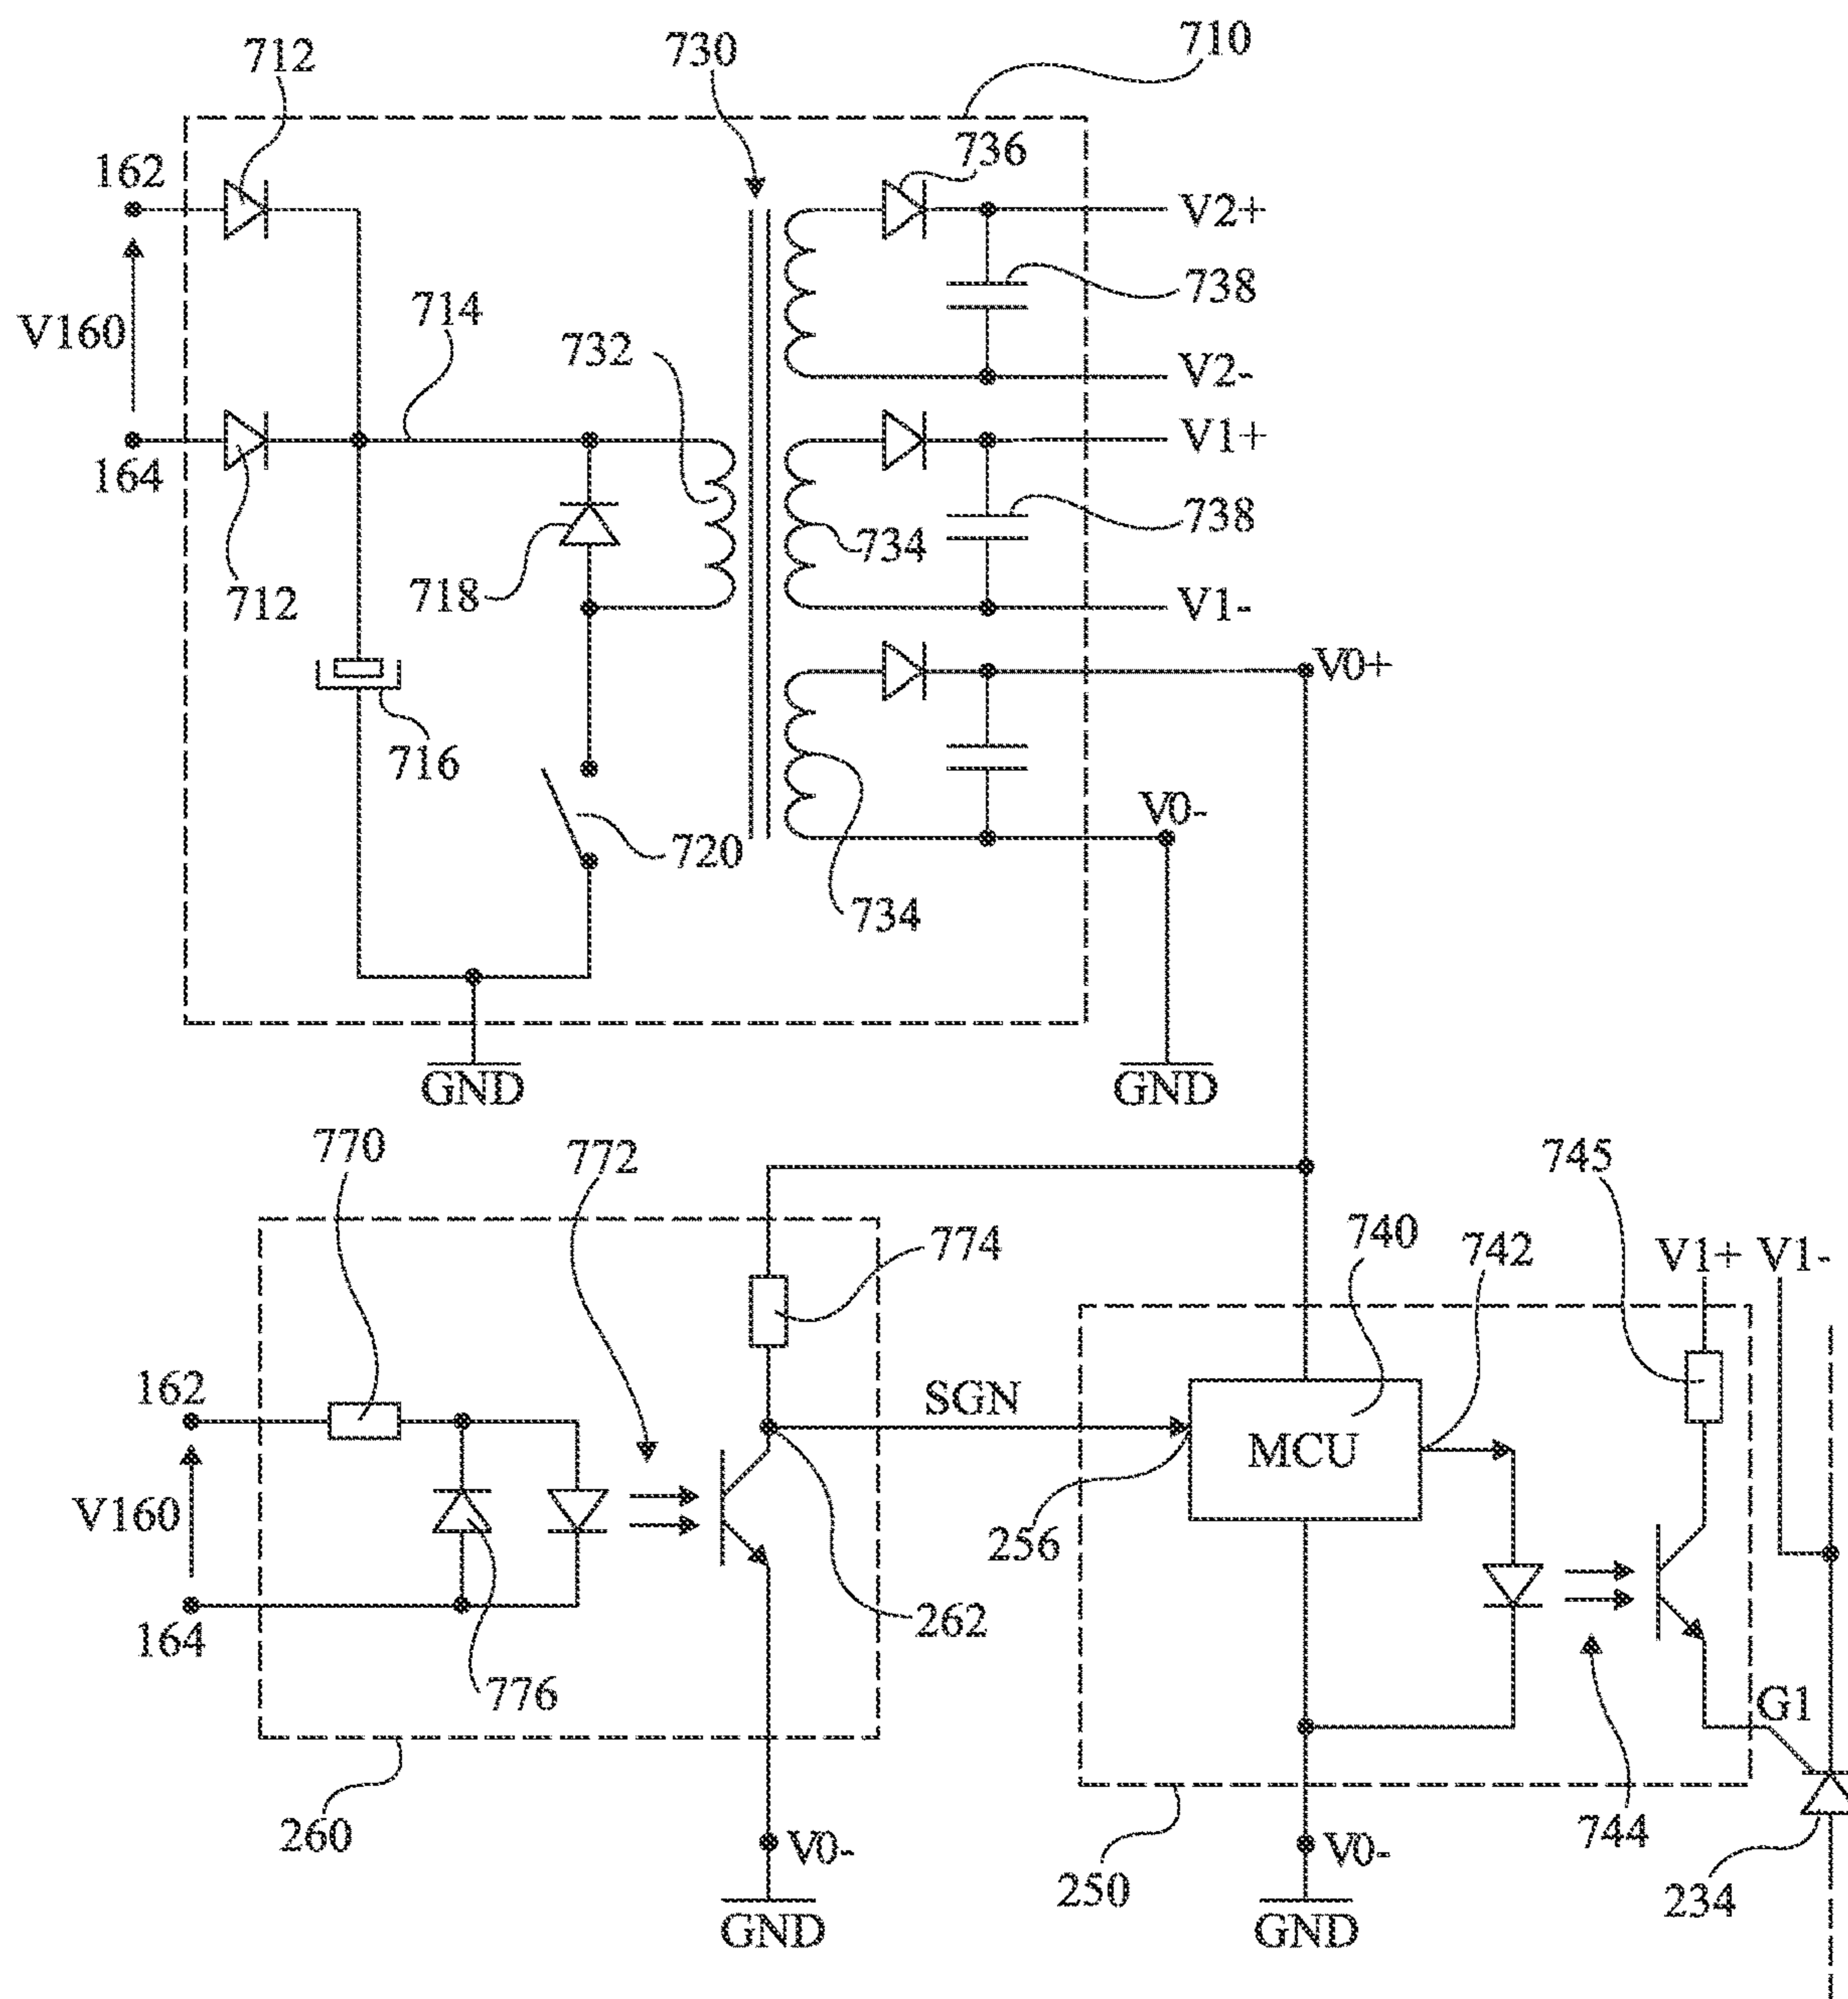 712
730
710
162
736
V2+
714
732
738
V160
V2-
V1+
164
738
734
712
718
V1-
V0+
716
V0-
720
734
GND
GND
770
772
745
774
740
742
V1+
V1-
162
SGN
MCU
V160
256
164
262
776
G1
260
V0-
250
V0-
744
234
GND
GND